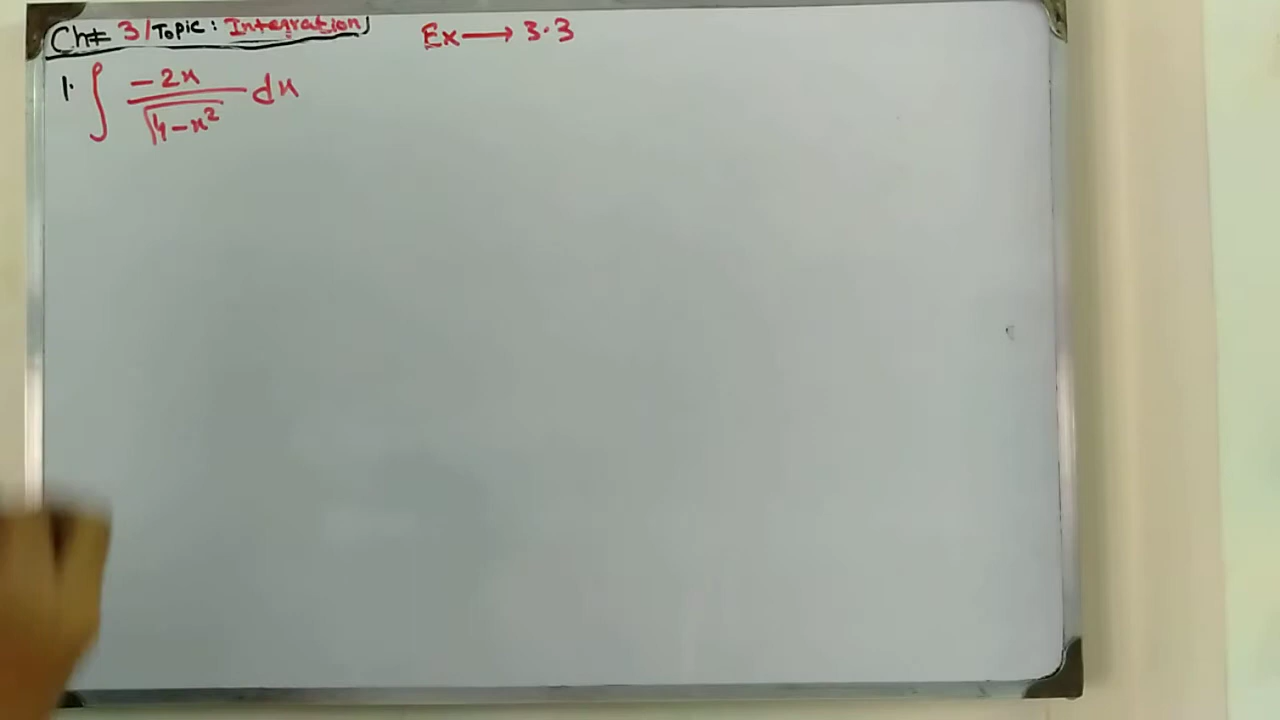 Ch# 3/Topic: Integration
Ex → 3.3
1. ∫ -2x/√(4-x²) dx